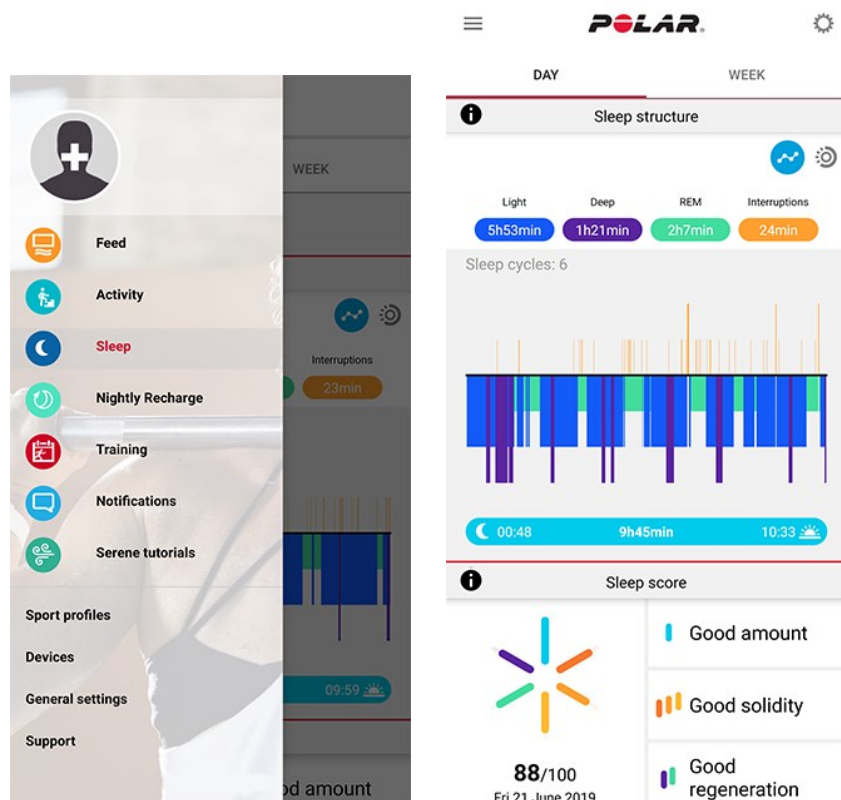 WEEK
Feed
Activity
Sleep
Nightly Recharge
Training
Notifications
Serene tutorials
Sport profiles
Devices
General settings
Support
Interruptions
23min
09:59
od amount
POLAR.
DAY WEEK
Sleep structure
Light Deep REM Interruptions
5h53min 1h21min 2h7min 24min
Sleep cycles: 6
00:48 9h45min 10:33
Sleep score
Good amount
Good solidity
Good
regeneration
88/100
Fri 21 June 2019